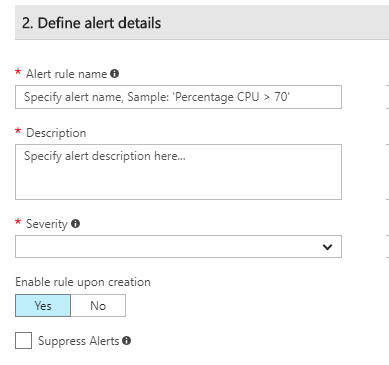 2. Define alert details
* Alert rule name
Specify alert name, Sample: 'Percentage CPU > 70'
* Description
Specify alert description here...
* Severity
Enable rule upon creation
Yes No
Suppress Alerts